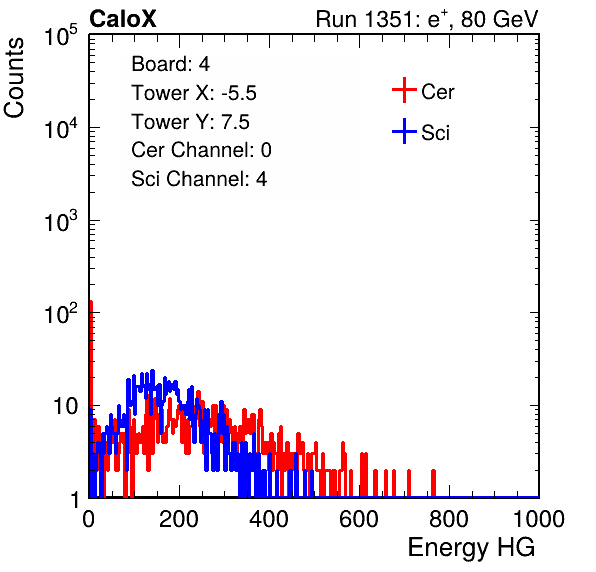 CaloX Run 1351: e⁺, 80 GeV
Board: 4
Tower X: -5.5
Tower Y: 7.5
Cer Channel: 0
Sci Channel: 4
Cer
Sci
Counts
10⁵
10⁴
10³
10²
10
1
0 200 400 600 800 1000
Energy HG